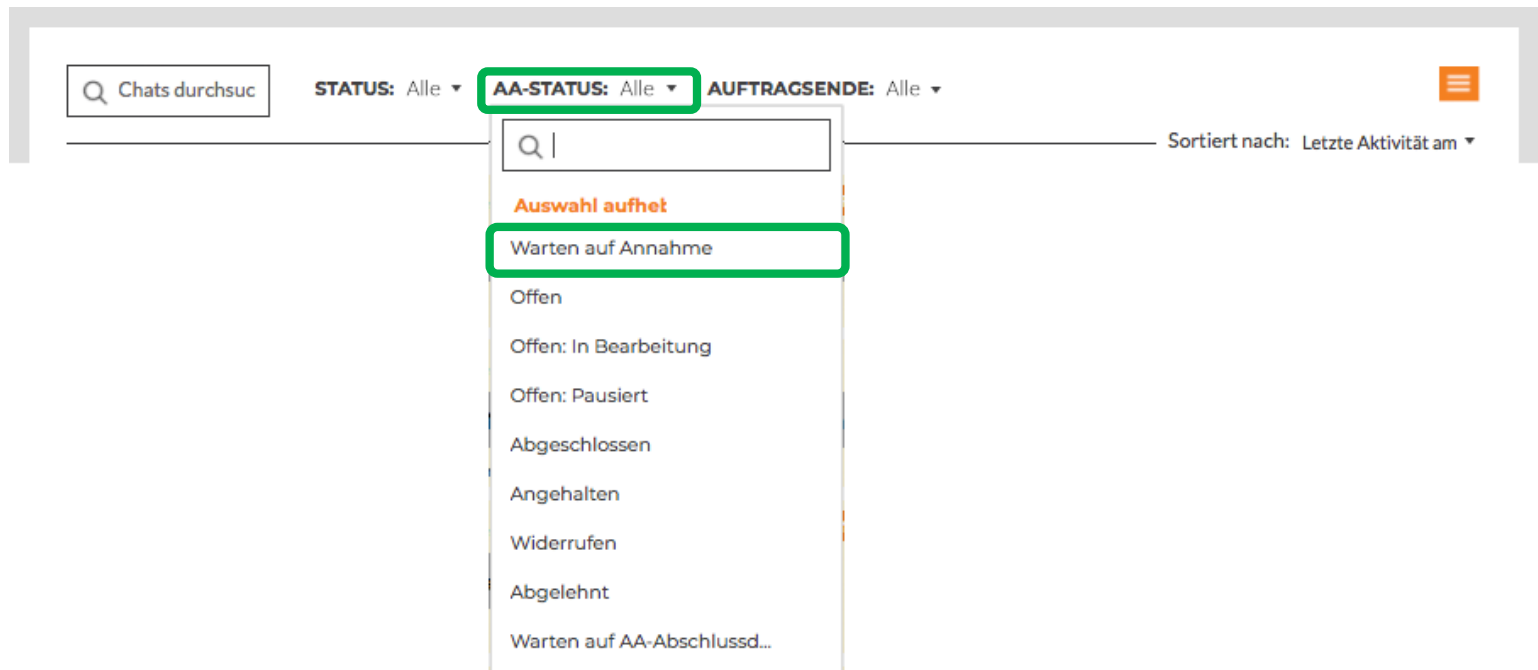 Chats durchsuc STATUS: Alle AA-STATUS: Alle AUFTRAGSENDE: Alle
Sortiert nach: Letzte Aktivität am
Auswahl aufhe
Warten auf Annahme
Offen
Offen: In Bearbeitung
Offen: Pausiert
Abgeschlossen
Angehalten
Widerrufen
Abgelehnt
Warten auf AA-Abschlussd...